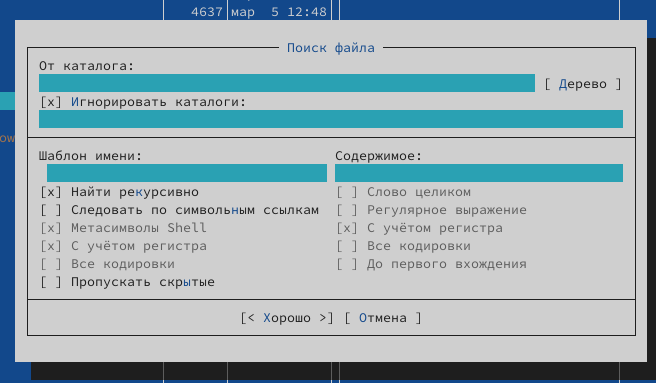 4637 мар  5 12:48
Поиск файла
От каталога:
[ Дерево ]
[x] Игнорировать каталоги:
ow
Шаблон имени:
Содержимое:
[x] Найти рекурсивно
[ ] Слово целиком
[ ] Следовать по символьным ссылкам
[ ] Регулярное выражение
[x] Метасимволы Shell
[x] С учётом регистра
[x] С учётом регистра
[ ] Все кодировки
[ ] Все кодировки
[ ] До первого вхождения
[ ] Пропускать скрытые
[< Хорошо >] [ Отмена ]